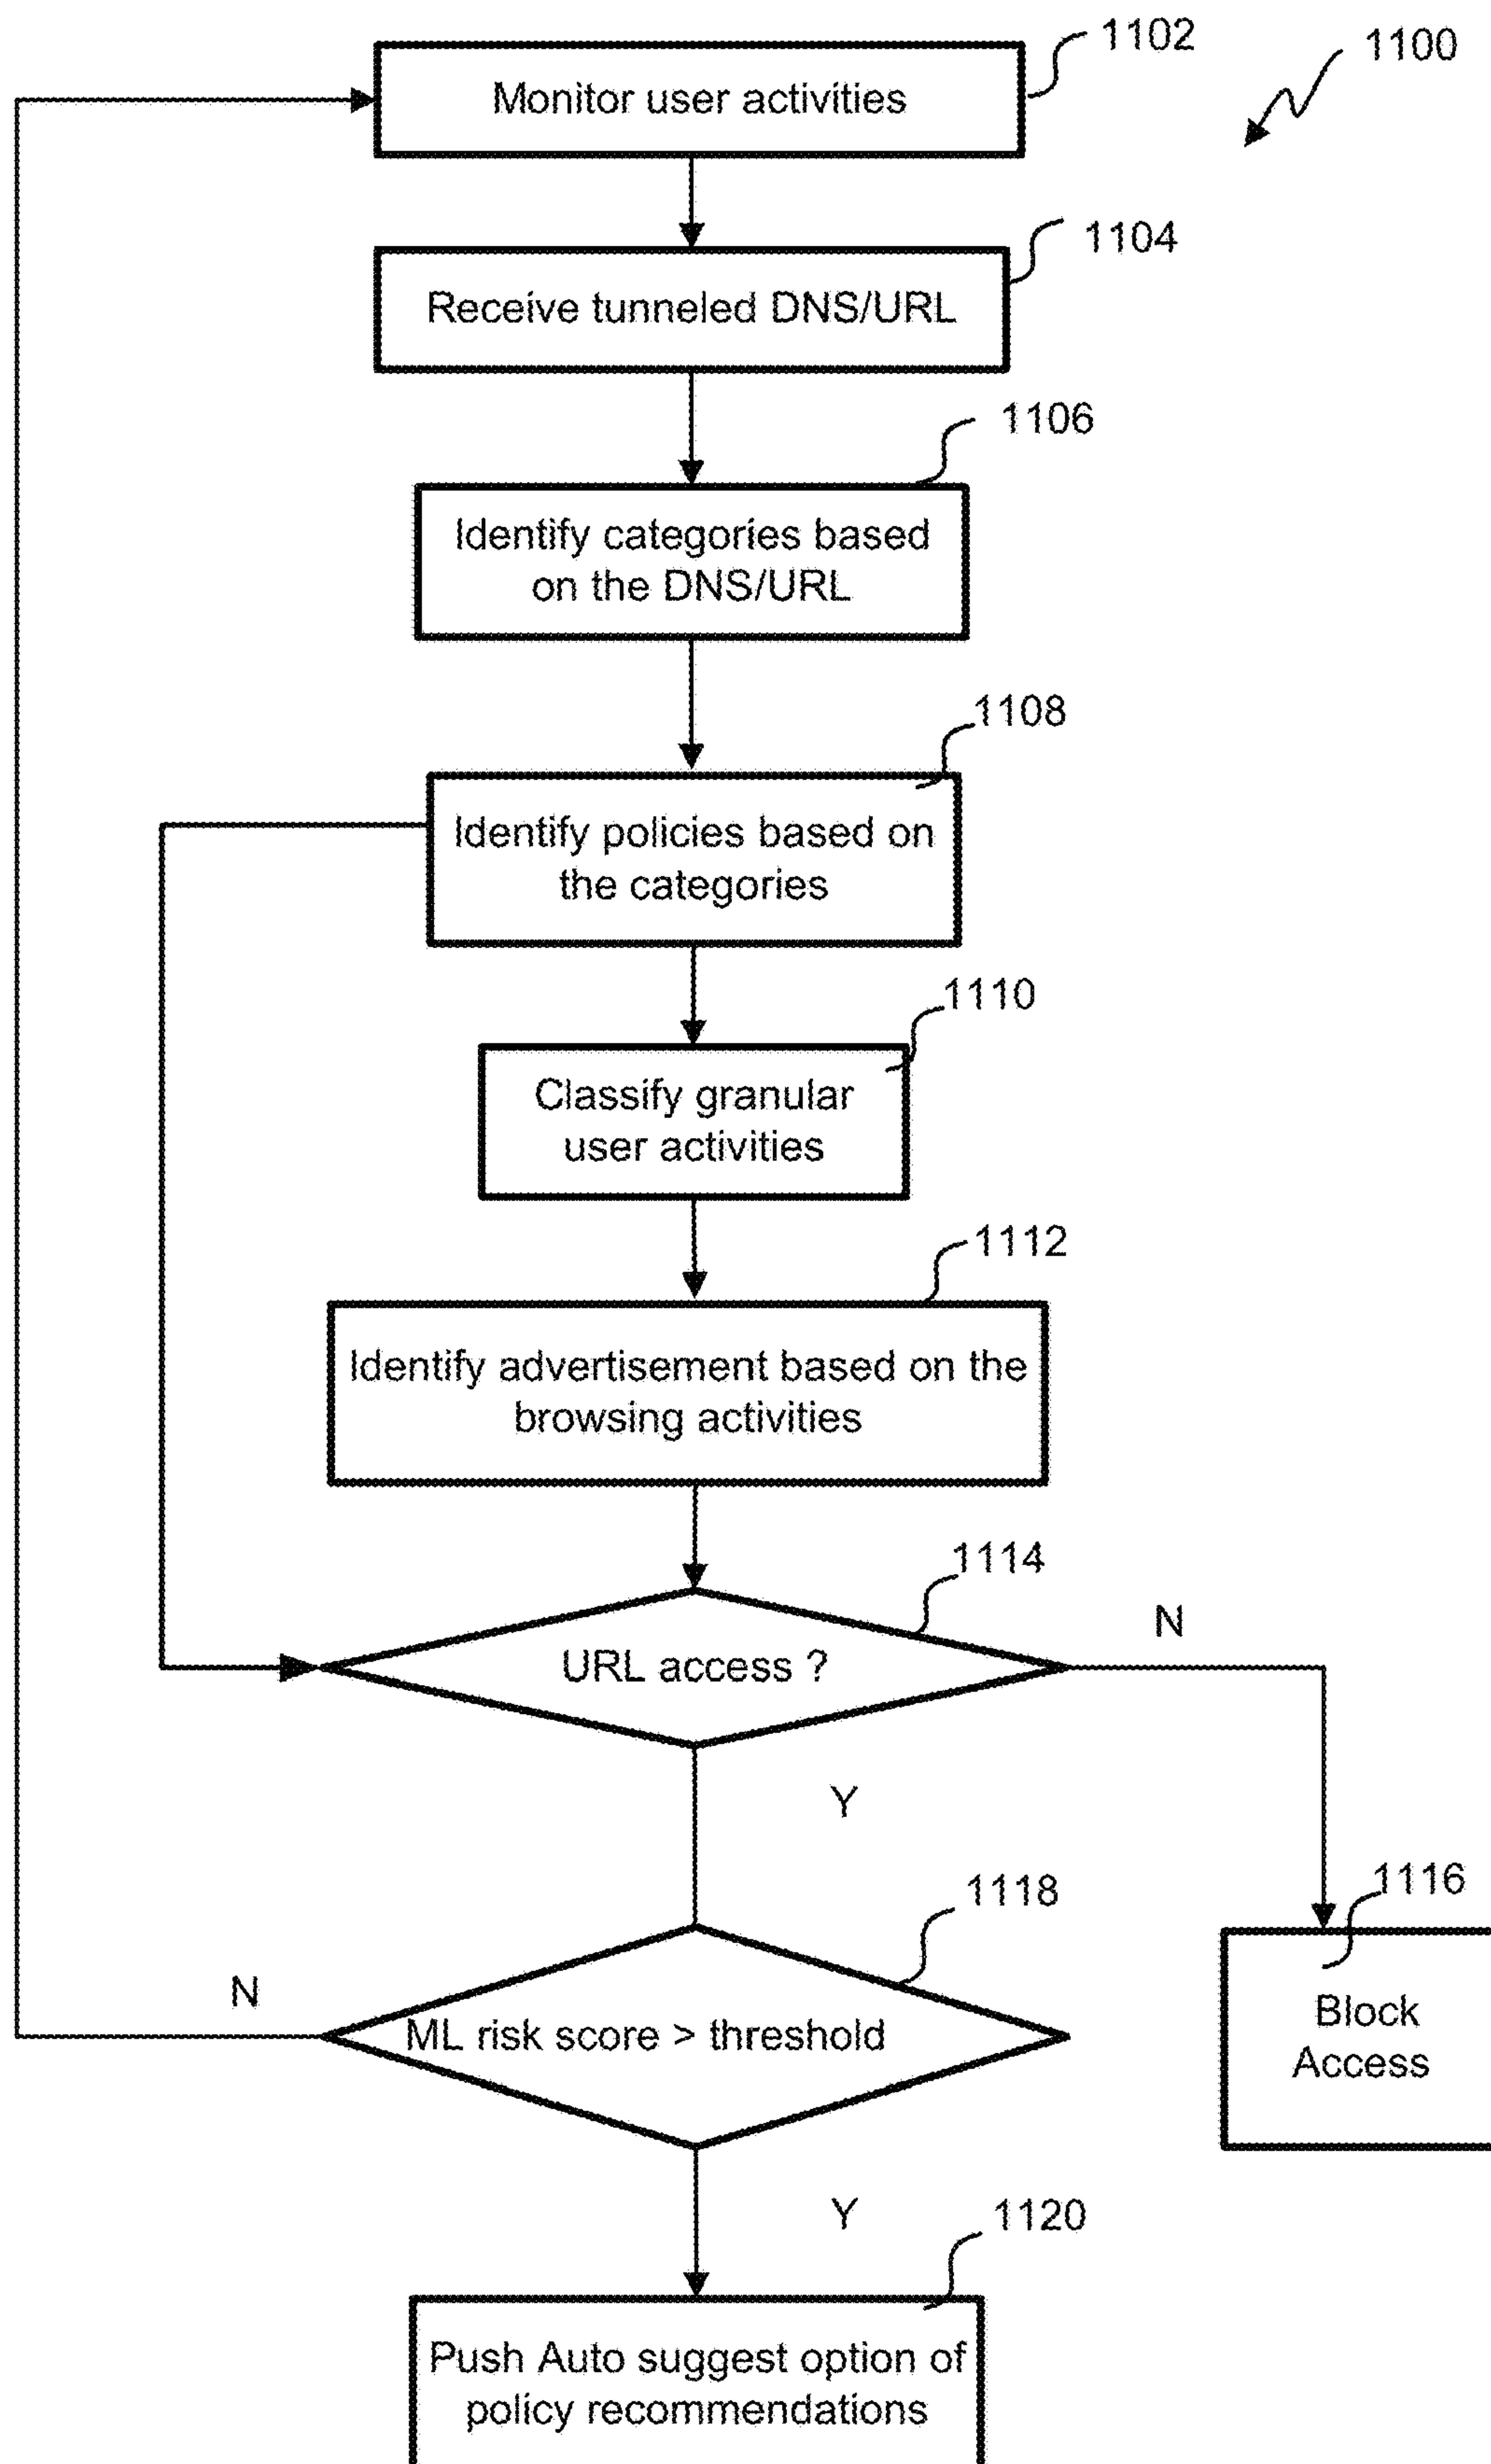 1102
1100
Monitor user activities
1104
Receive tunneled DNS/URL
1106
Identify categories based
on the DNS/URL
1108
Identify policies based on
the categories
1110
Classify granular
user activities
1112
Identify advertisement based on the
browsing activities
1114
N
URL access ?
Y
1116
1118
N
ML risk score > threshold
Block
Access
Y
1120
Push Auto suggest option of
policy recommendations